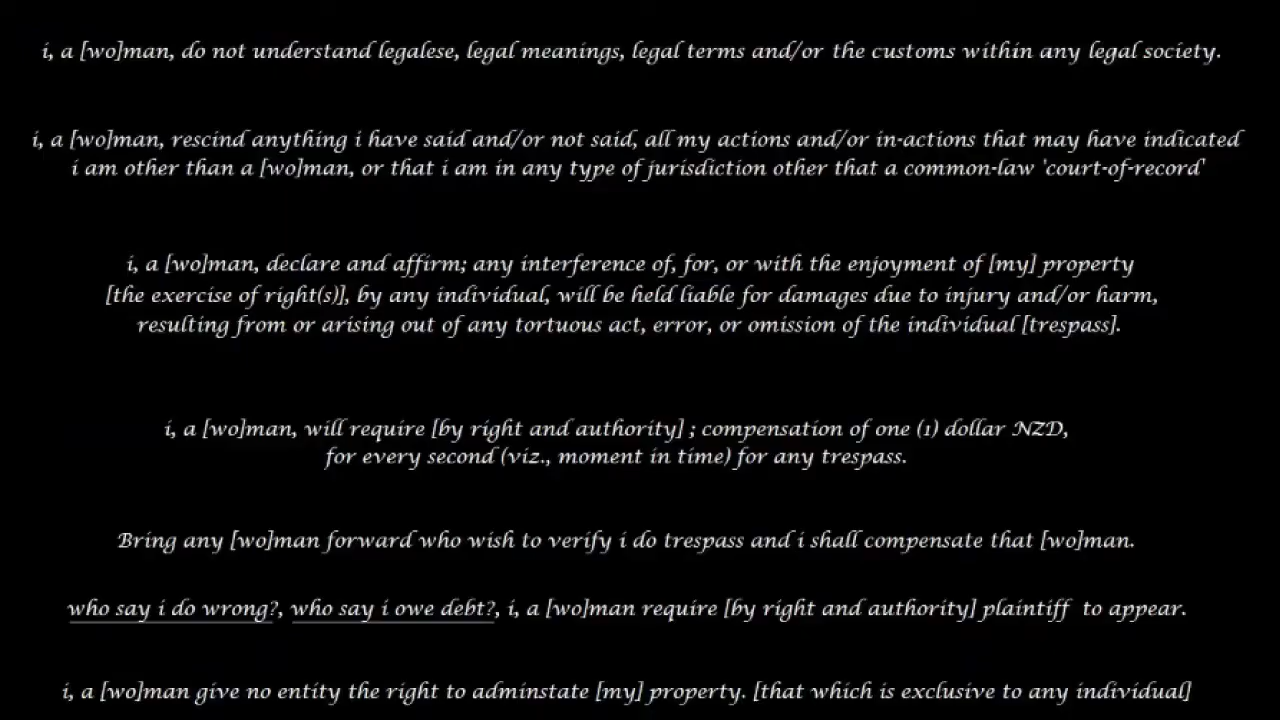 i, a [wo]man, do not understand legalese, legal meanings, legal terms and/or the customs within any legal society.
i, a [wo]man, rescind anything i have said and/or not said, all my actions and/or in-actions that may have indicated
i am other than a [wo]man, or that i am in any type of jurisdiction other that a common-law 'court-of-record'
i, a [wo]man, declare and affirm; any interference of, for, or with the enjoyment of [my] property
[the exercise of right(s)], by any individual, will be held liable for damages due to injury and/or harm,
resulting from or arising out of any tortuous act, error, or omission of the individual [trespass].
i, a [wo]man, will require [by right and authority] ; compensation of one (1) dollar NZD,
for every second (viz., moment in time) for any trespass.
Bring any [wo]man forward who wish to verify i do trespass and i shall compensate that [wo]man.
who say i do wrong?, who say i owe debt?, i, a [wo]man require [by right and authority] plaintiff to appear.
i, a [wo]man give no entity the right to adminstate [my] property. [that which is exclusive to any individual]